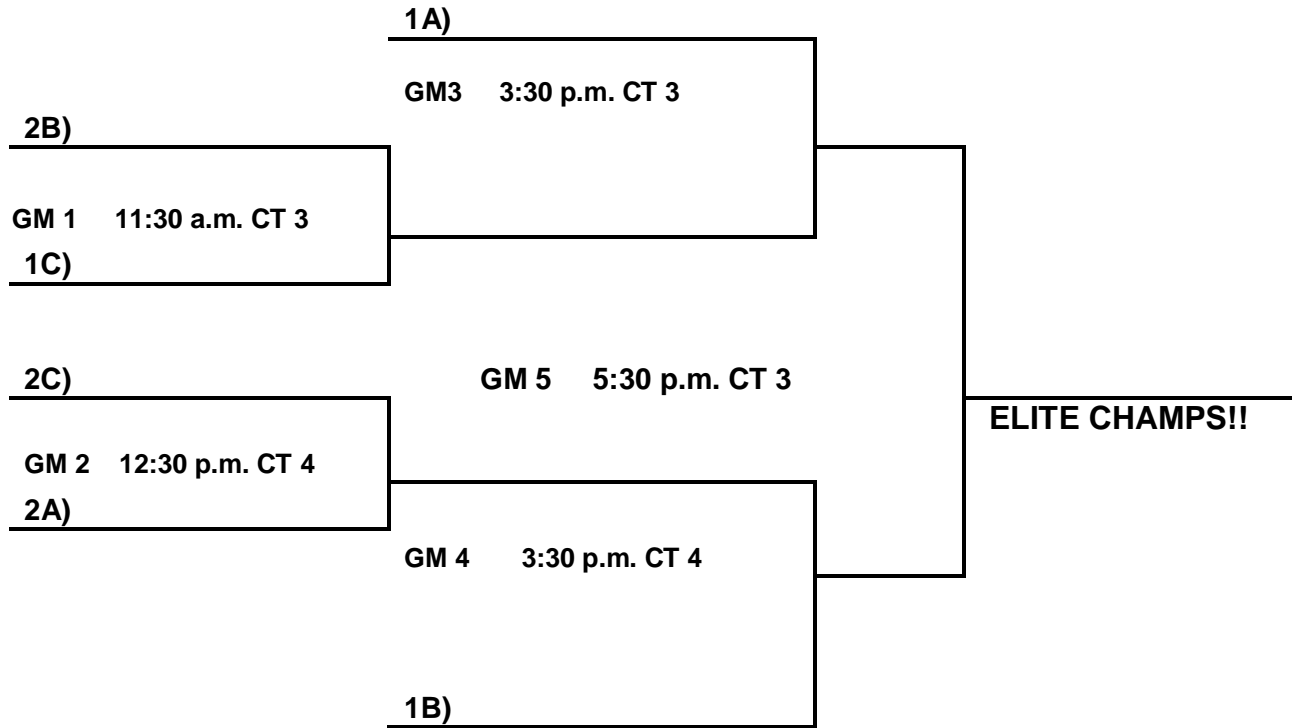 1A)
GM3 3:30 p.m. CT 3
2B)
GM 1 11:30 a.m. CT 3
1C)
2C)
GM 5 5:30 p.m. CT 3
ELITE CHAMPS!!
GM 2 12:30 p.m. CT 4
2A)
GM 4 3:30 p.m. CT 4
1B)